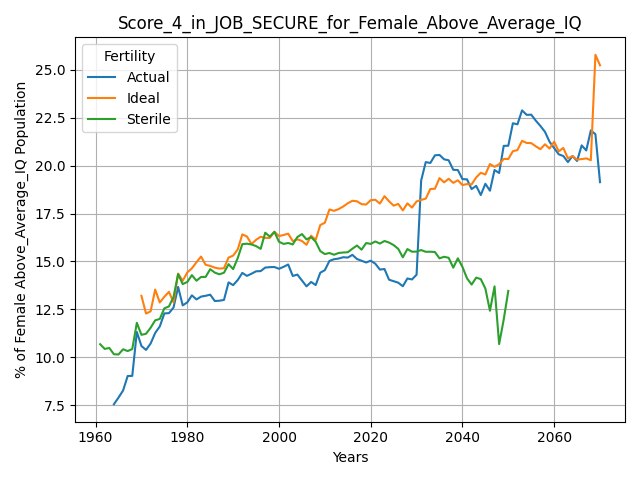 Score_4_in_JOB_SECURE_for_Female_Above_Average_IQ
Fertility
Actual
Ideal
Sterile
% of Female Above_Average_IQ Population
25.0
22.5
20.0
17.5
15.0
12.5
10.0
7.5
1960 1980 2000 2020 2040 2060
Years